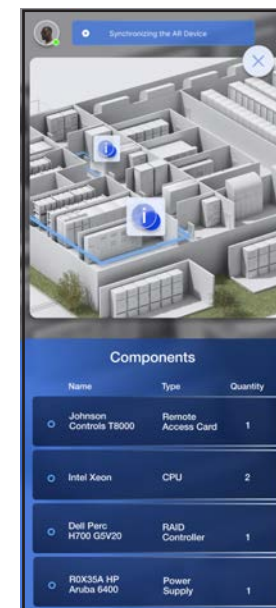 Synchronizing the AR Device
Components
Name Type Quantity
Johnson Remote
Controls T8000 Access Card 1
Intel Xeon CPU 2
Dell Perc RAID
H700 G5V20 Controller 1
R0X35A HP Power
Aruba 6400 Supply 1